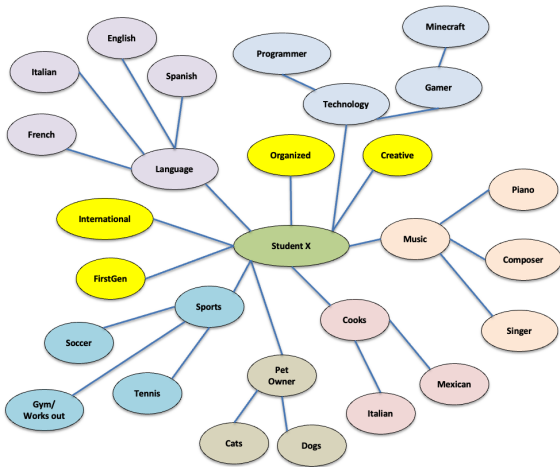 Minecraft
English
Programmer
Italian
Spanish
Gamer
Technology
French
Organized
Creative
Language
Piano
International
Student X
Music
Composer
FirstGen
Sports
Cooks
Singer
Soccer
Pet
Owner
Mexican
Tennis
Gym/
Works out
Italian
Cats
Dogs